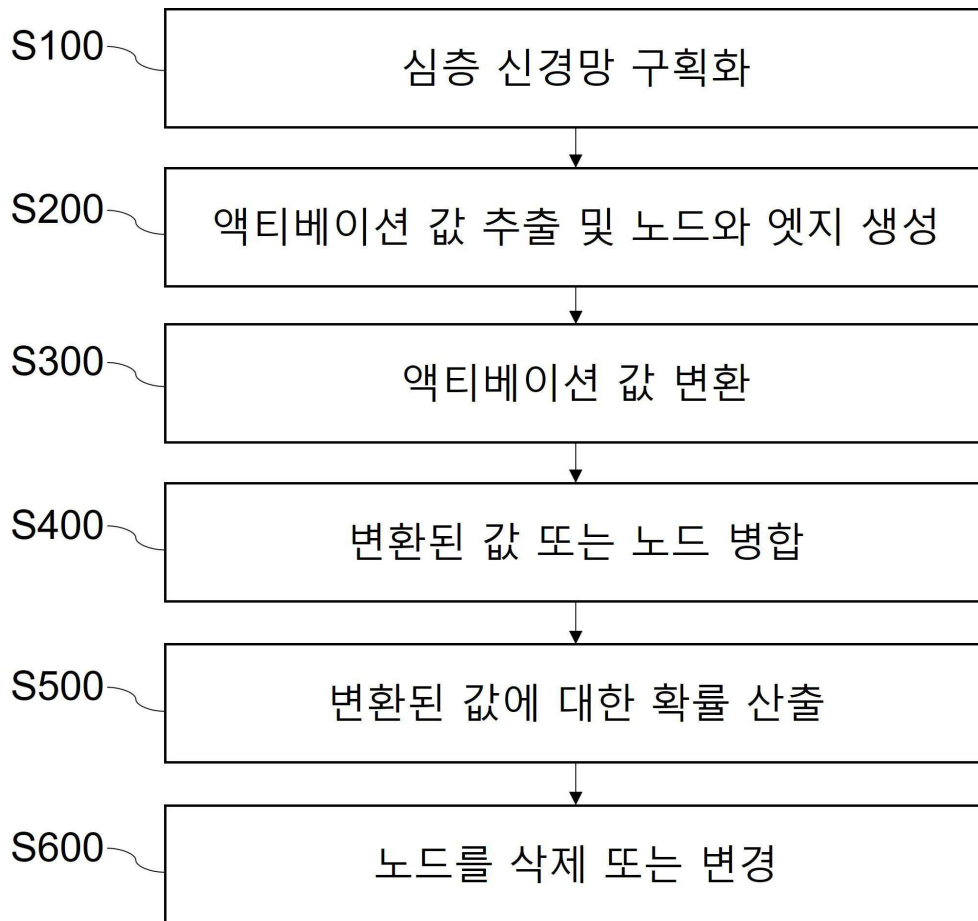 S100
심층 신경망 구획화
S200
액티베이션 값 추출 및 노드와 엣지 생성
S300
액티베이션 값 변환
S400
변환된 값 또는 노드 병합
S500
변환된 값에 대한 확률 산출
S600
노드를 삭제 또는 변경